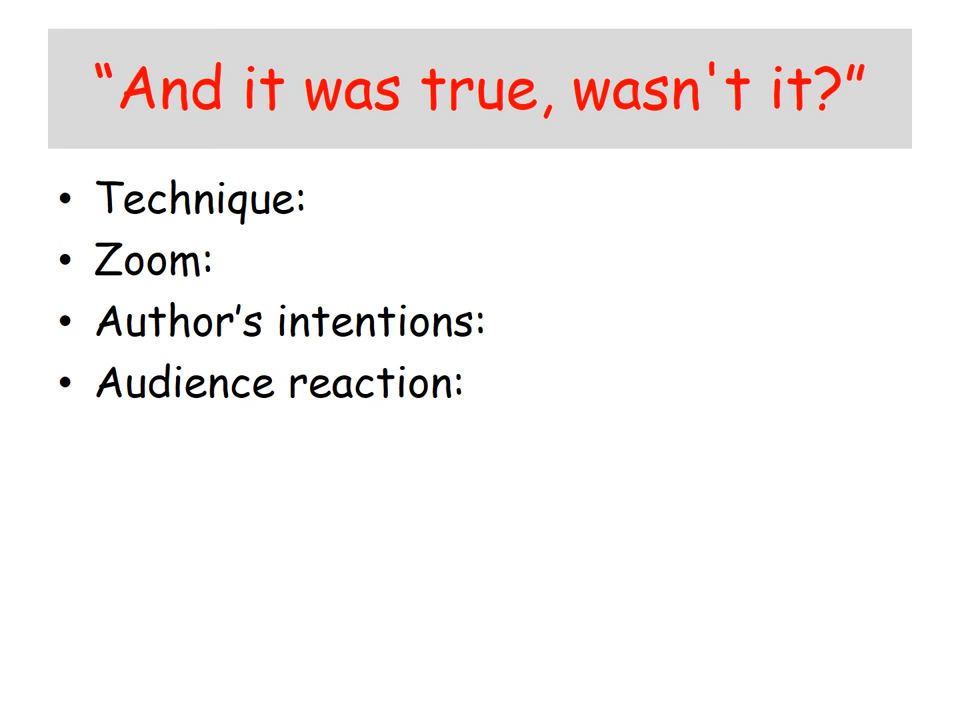 “And it was true, wasn't it?”
• Technique:
• Zoom:
• Author’s intentions:
• Audience reaction: